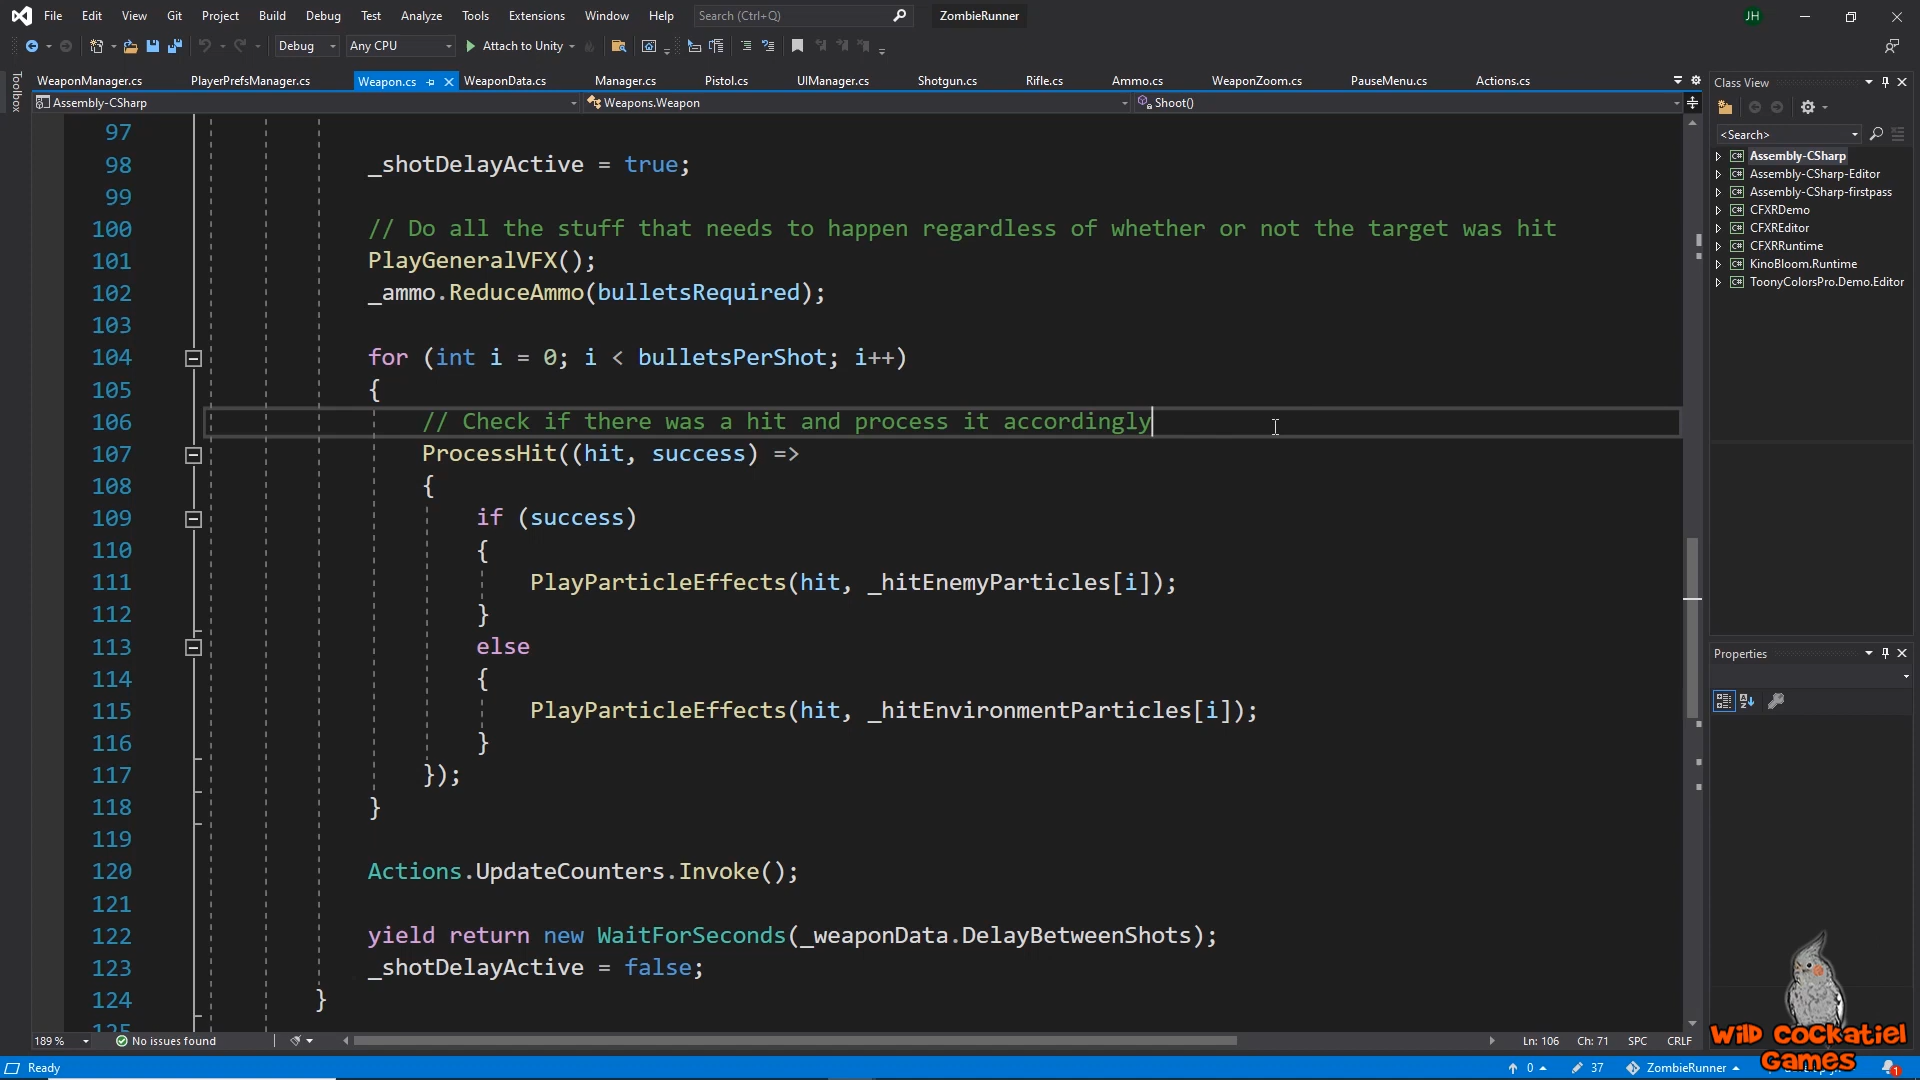 File Edit View Git Project Build Debug Test Analyze Tools Extensions Window Help Search (Ctrl+Q) ZombieRunner JH
Debug Any CPU Attach to Unity
Toolbox
WeaponManager.cs PlayerPrefsManager.cs Weapon.cs WeaponData.cs Manager.cs Pistol.cs UIManager.cs Shotgun.cs Rifle.cs Ammo.cs WeaponZoom.cs PauseMenu.cs Actions.cs
Assembly-CSharp Weapons.Weapon Shoot()
97
98 _shotDelayActive = true;
99
100 // Do all the stuff that needs to happen regardless of whether or not the target was hit
101 PlayGeneralVFX();
102 _ammo.ReduceAmmo(bulletsRequired);
103
104 for (int i = 0; i < bulletsPerShot; i++)
105 {
106 // Check if there was a hit and process it accordingly
107 ProcessHit((hit, success) =>
108 {
109 if (success)
110 {
111 PlayParticleEffects(hit, _hitEnemyParticles[i]);
112 }
113 else
114 {
115 PlayParticleEffects(hit, _hitEnvironmentParticles[i]);
116 }
117 });
118 }
119
120 Actions.UpdateCounters.Invoke();
121
122 yield return new WaitForSeconds(_weaponData.DelayBetweenShots);
123 _shotDelayActive = false;
124 }
125
189 % No issues found Ln: 106 Ch: 71 SPC CRLF
Class View
<Search>
Assembly-CSharp
Assembly-CSharp-Editor
Assembly-CSharp-firstpass
CFXRDemo
CFXREditor
CFXRRuntime
KinoBloom.Runtime
ToonyColorsPro.Demo.Editor
Properties
WilD COCKATiEL
GAMES
Ready 0 37 ZombieRunner 1